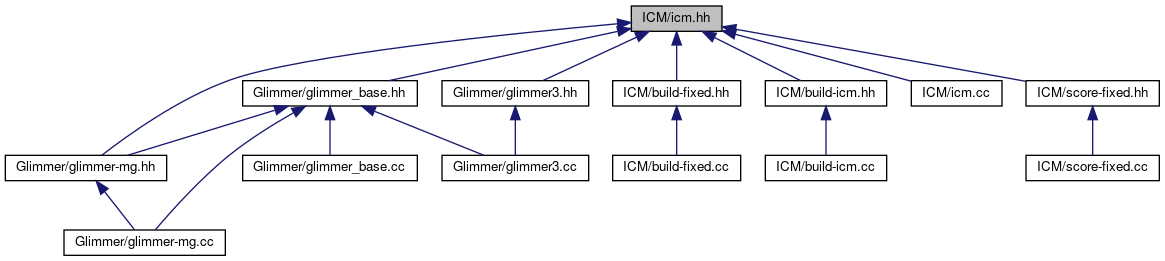 ICM/icm.hh
Glimmer/glimmer_base.hh
Glimmer/glimmer3.hh
ICM/build-fixed.hh
ICM/build-icm.hh
ICM/icm.cc
ICM/score-fixed.hh
Glimmer/glimmer-mg.hh
Glimmer/glimmer_base.cc
Glimmer/glimmer3.cc
ICM/build-fixed.cc
ICM/build-icm.cc
ICM/score-fixed.cc
Glimmer/glimmer-mg.cc